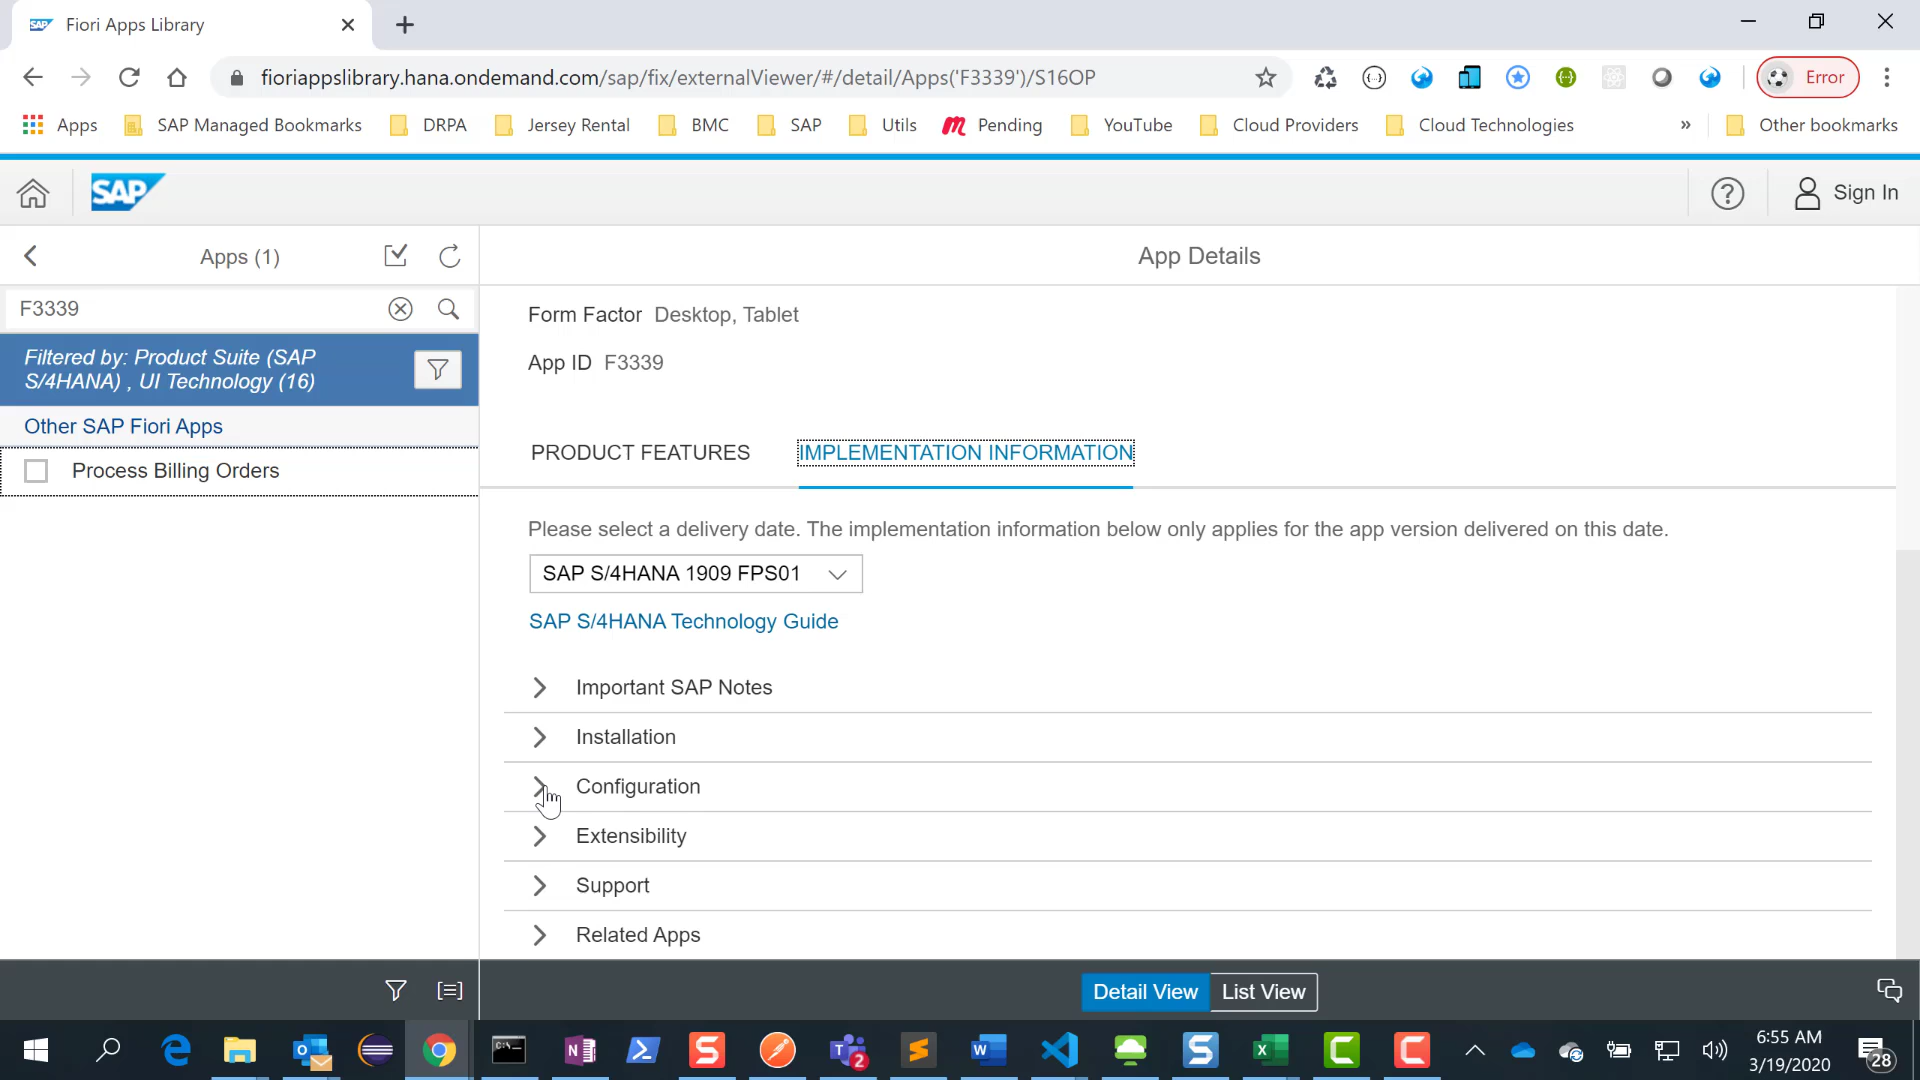 SAP Fiori Apps Library
fioriappslibrary.hana.ondemand.com/sap/fix/externalViewer/#/detail/Apps('F3339')/S16OP
Error
Apps
SAP Managed Bookmarks
DRPA
Jersey Rental
BMC
SAP
Utils
Pending
YouTube
Cloud Providers
Cloud Technologies
»
Other bookmarks
SAP
?
Sign In
Apps (1)
App Details
F3339
Filtered by: Product Suite (SAP
S/4HANA) , UI Technology (16)
Other SAP Fiori Apps
Process Billing Orders
Form Factor Desktop, Tablet
App ID F3339
PRODUCT FEATURES
IMPLEMENTATION INFORMATION
Please select a delivery date. The implementation information below only applies for the app version delivered on this date.
SAP S/4HANA 1909 FPS01
SAP S/4HANA Technology Guide
Important SAP Notes
Installation
Configuration
Extensibility
Support
Related Apps
Detail View
List View
6:55 AM
3/19/2020
28